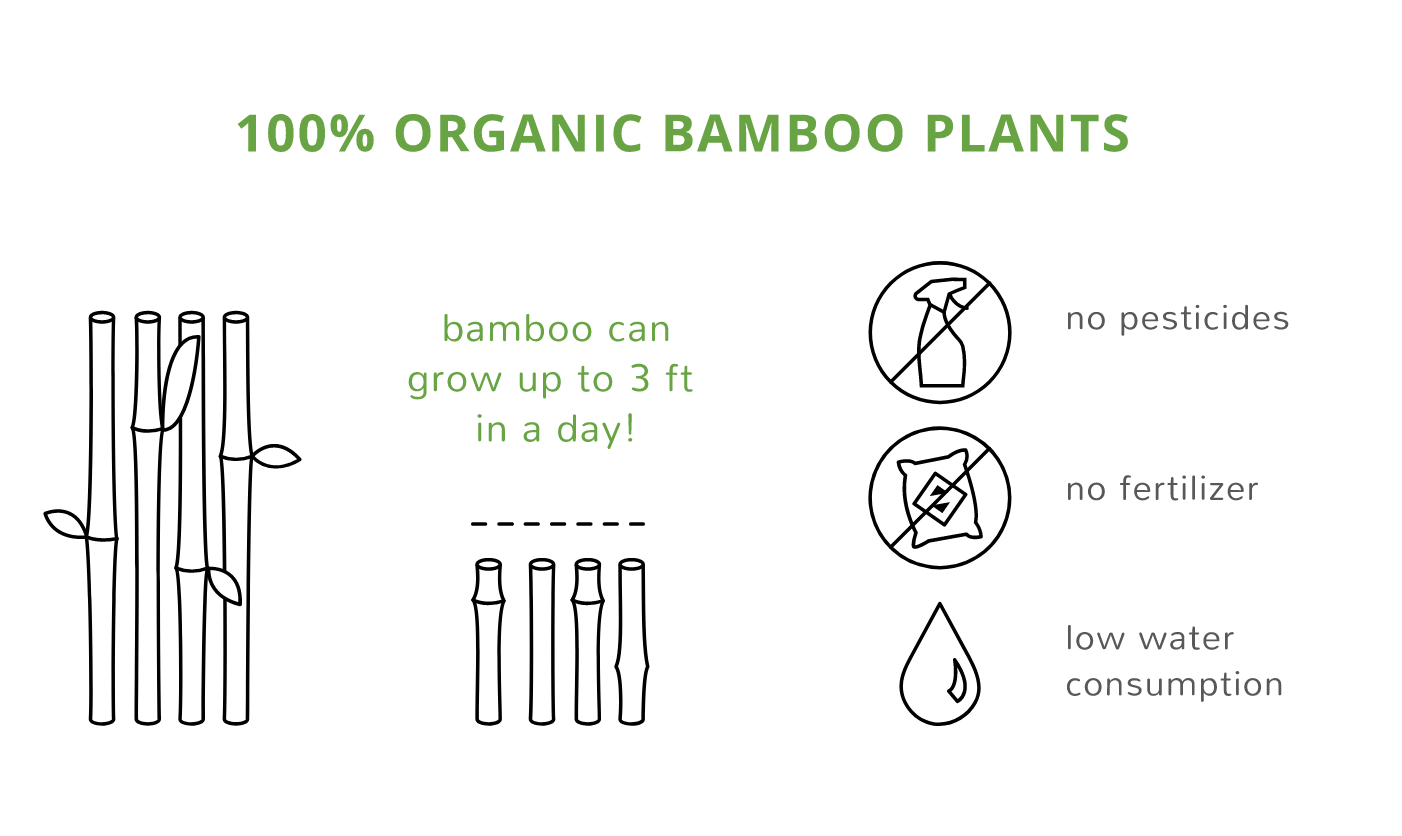 100% ORGANIC BAMBOO PLANTS
bamboo can
grow up to 3 ft
in a day!
no pesticides
no fertilizer
low water
consumption